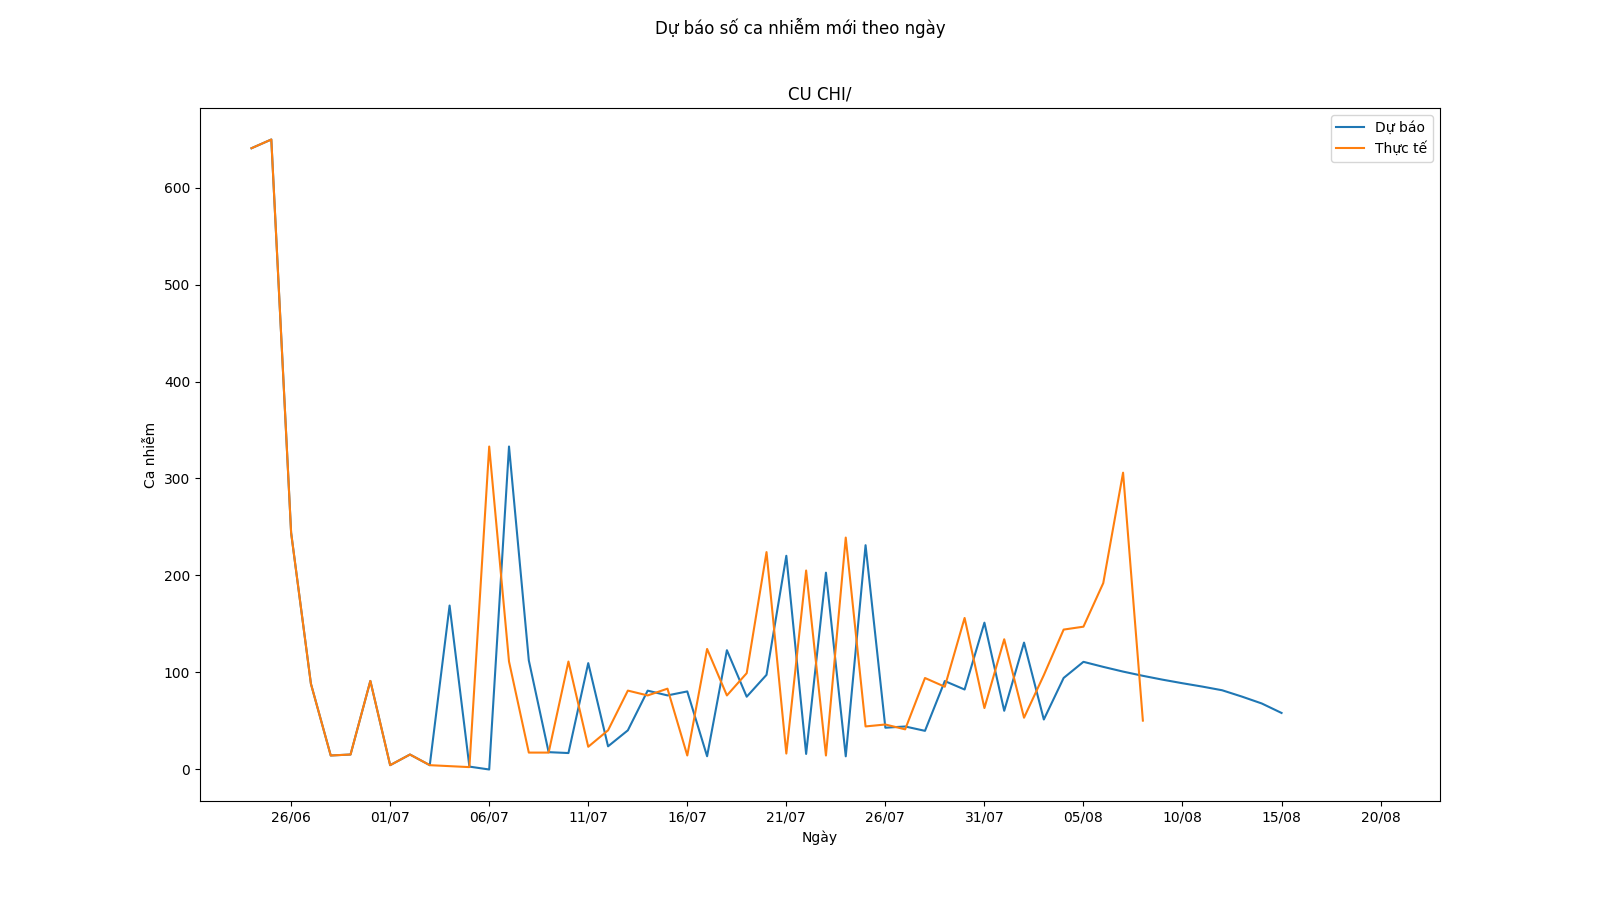 Dự báo số ca nhiễm mới theo ngày
CU CHI/
Dự báo
Thực tế
600
500
400
300
200
100
0
Ca nhiễm
26/06 01/07 06/07 11/07 16/07 21/07 26/07 31/07 05/08 10/08 15/08 20/08
Ngày